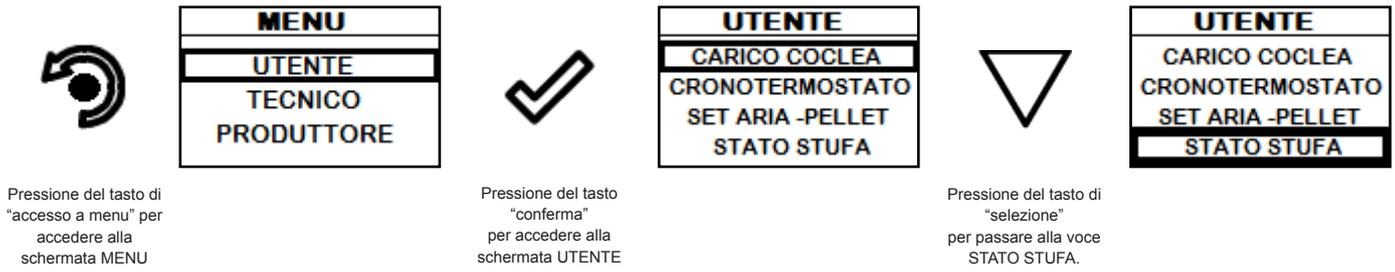 MENU
UTENTE
TECNICO
PRODUTTORE
UTENTE
CARICO COCLEA
CRONOTERMOSTATO
SET ARIA -PELLET
STATO STUFA
UTENTE
CARICO COCLEA
CRONOTERMOSTATO
SET ARIA -PELLET
STATO STUFA
Pressione del tasto di
“accesso a menu” per
accedere alla
schermata MENU
Pressione del tasto
“conferma”
per accedere alla
schermata UTENTE
Pressione del tasto di
“selezione”
per passare alla voce
STATO STUFA.